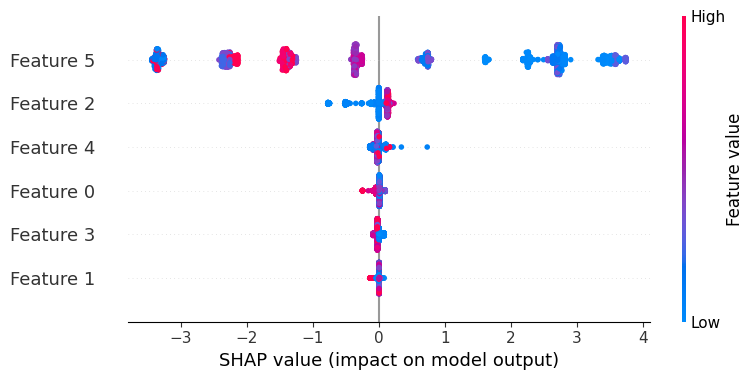 High
Feature 5
Feature 2
Feature 4
Feature 0
Feature 3
Feature 1
Feature value
Low
−3 −2 −1 0 1 2 3 4
SHAP value (impact on model output)